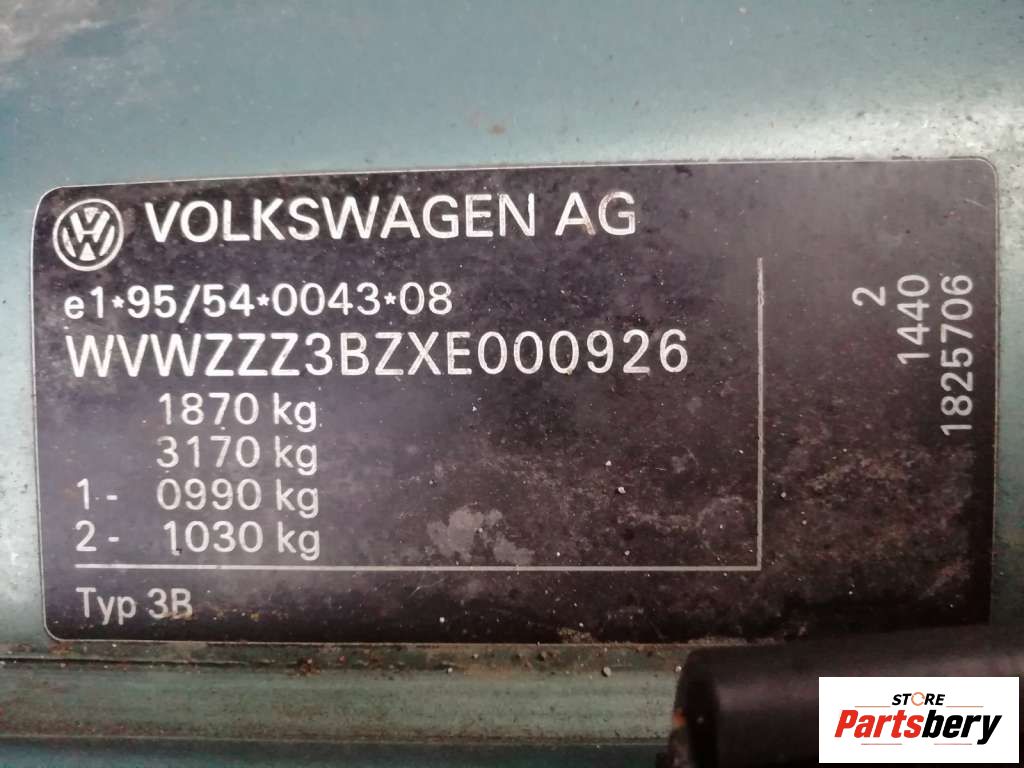 VOLKSWAGEN AG
e1*95/54*0043*08
WVWZZZ3BZXE000926
1870 kg
3170 kg
1- 0990 kg
2- 1030 kg
Typ 3B
2
1440
1825706
STORE
Partsbery